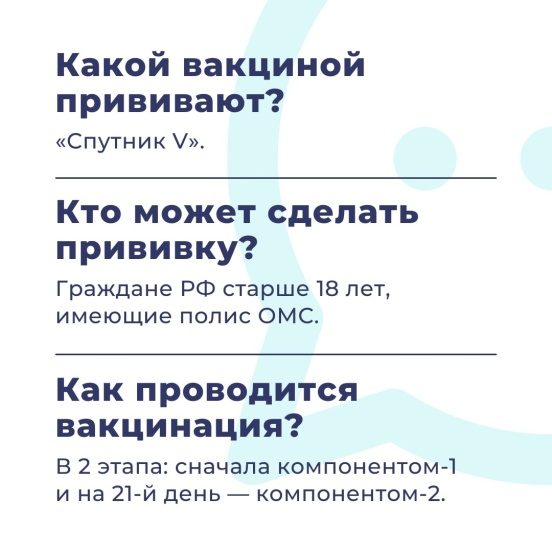 Какой вакциной
прививают?
«Спутник V».
Кто может сделать
прививку?
Граждане РФ старше 18 лет,
имеющие полис ОМС.
Как проводится
вакцинация?
В 2 этапа: сначала компонентом-1
и на 21-й день — компонентом-2.